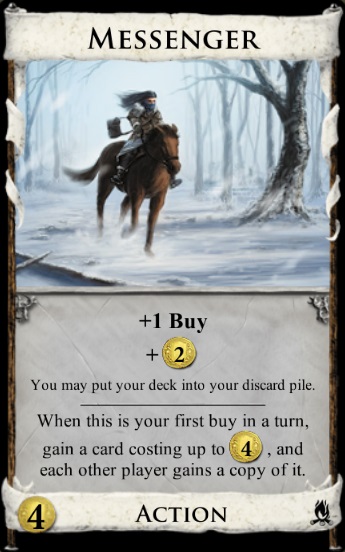 MESSENGER
+1 Buy
+ 2
You may put your deck into your discard pile.
When this is your first buy in a turn,
gain a card costing up to 4 , and
each other player gains a copy of it.
4 ACTION